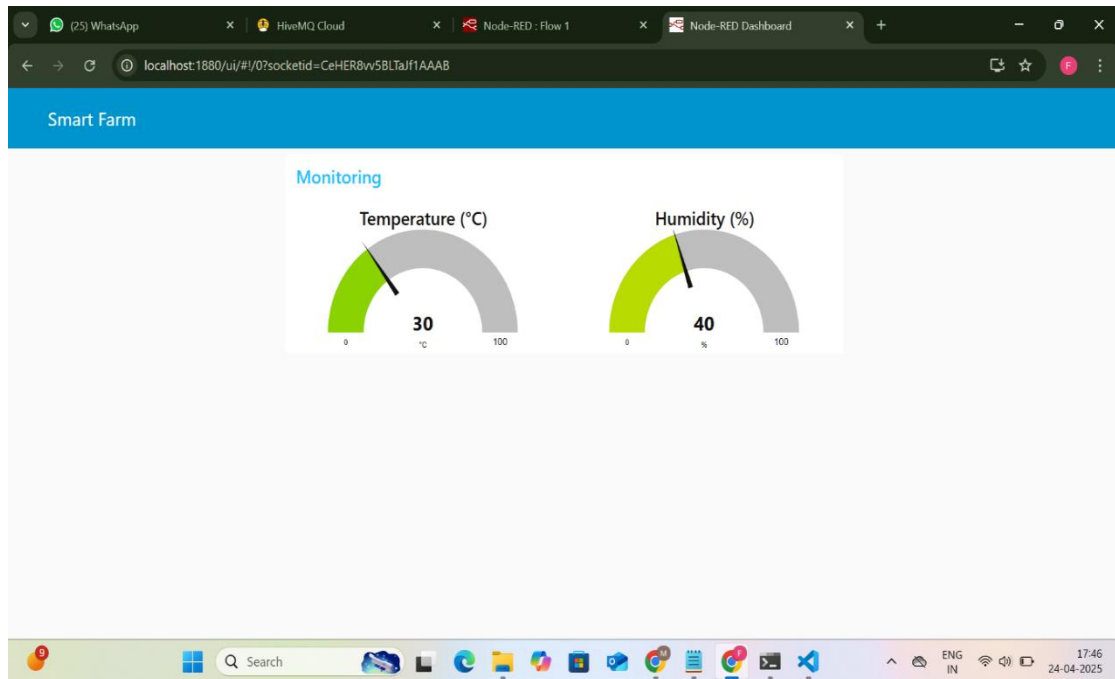 (25) WhatsApp
HiveMQ Cloud
Node-RED : Flow 1
Node-RED Dashboard
localhost:1880/ui/#!/0?socketid=CeHER8vv5BLTaJf1AAAB
F
Smart Farm
Monitoring
Temperature (°C)
30
0
°C
100
Humidity (%)
40
0
%
100
9
Search
M
F
ENG
IN
17:46
24-04-2025